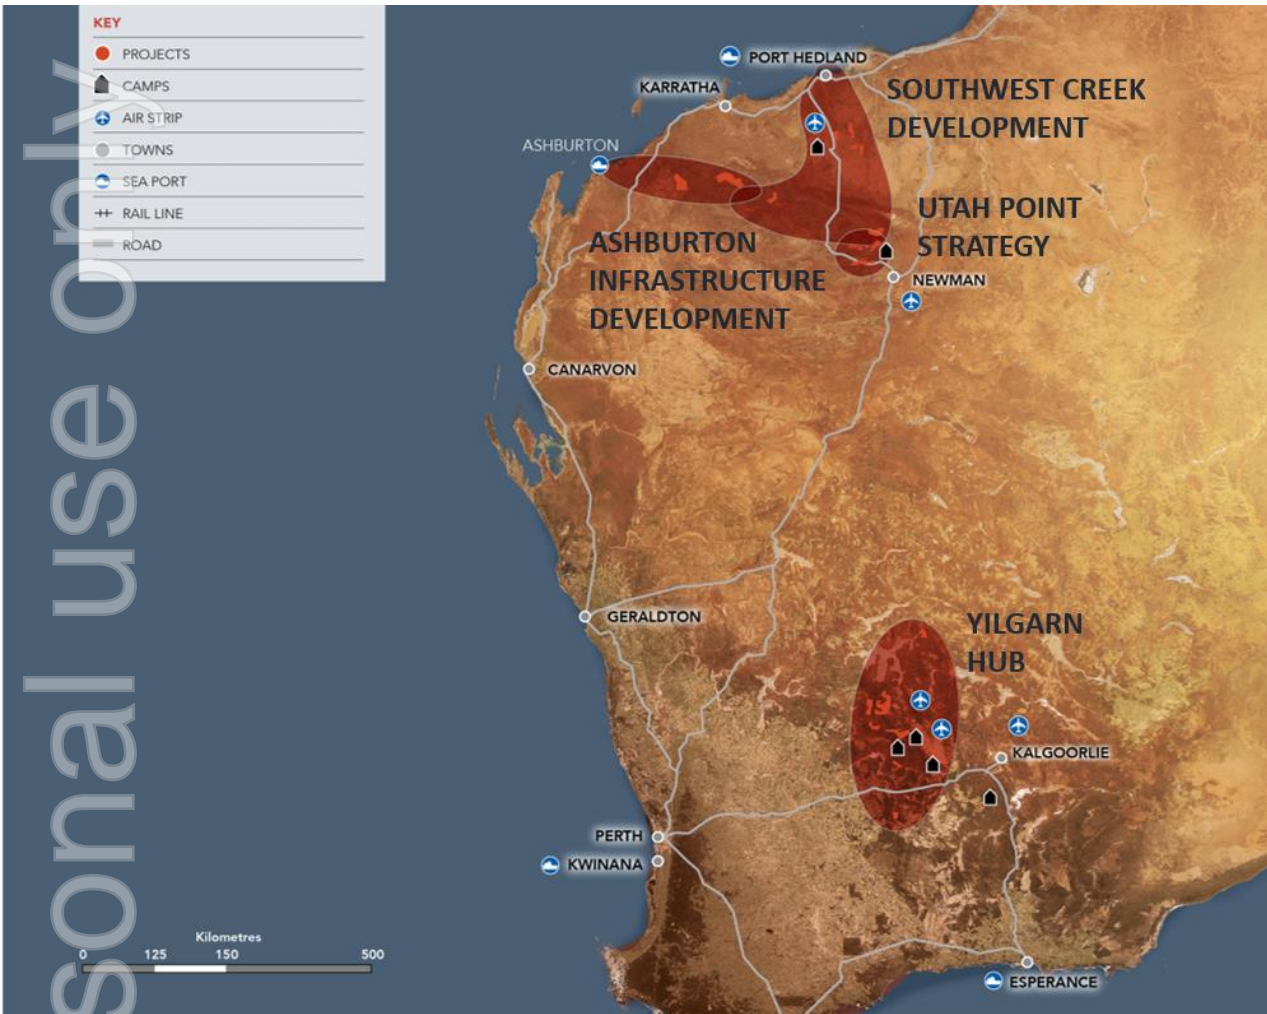 KEY
PROJECTS
CAMPS
AIR STRIP
TOWNS
SEA PORT
RAIL LINE
ROAD
PORT HEDLAND
KARRATHA
SOUTHWEST CREEK
DEVELOPMENT
ASHBURTON
UTAH POINT
STRATEGY
ASHBURTON
INFRASTRUCTURE
DEVELOPMENT
NEWMAN
CANARVON
GERALDTON
YILGARN
HUB
KALGOORLIE
PERTH
KWINANA
ESPERANCE
Kilometres
0 125 150 500
sonal use only